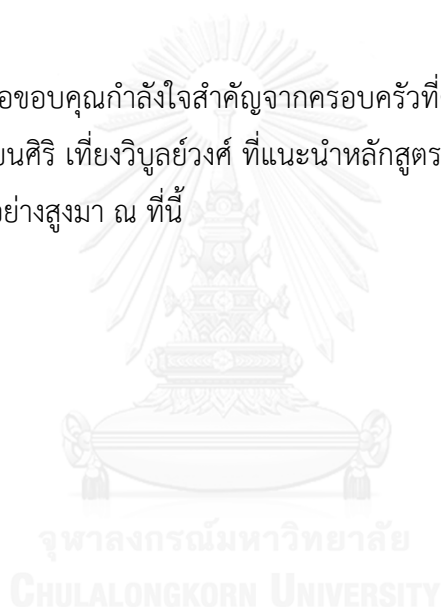 อขอบคุณกำลังใจสำคัญจากครอบครัวที่
ยนศิริ เที่ยงวิบูลย์วงศ์ ที่แนะนำหลักสูตร
อย่างสูงมา ณ ที่นี้
จุฬาลงกรณ์มหาวิทยาลัย
CHULALONGKORN UNIVERSITY